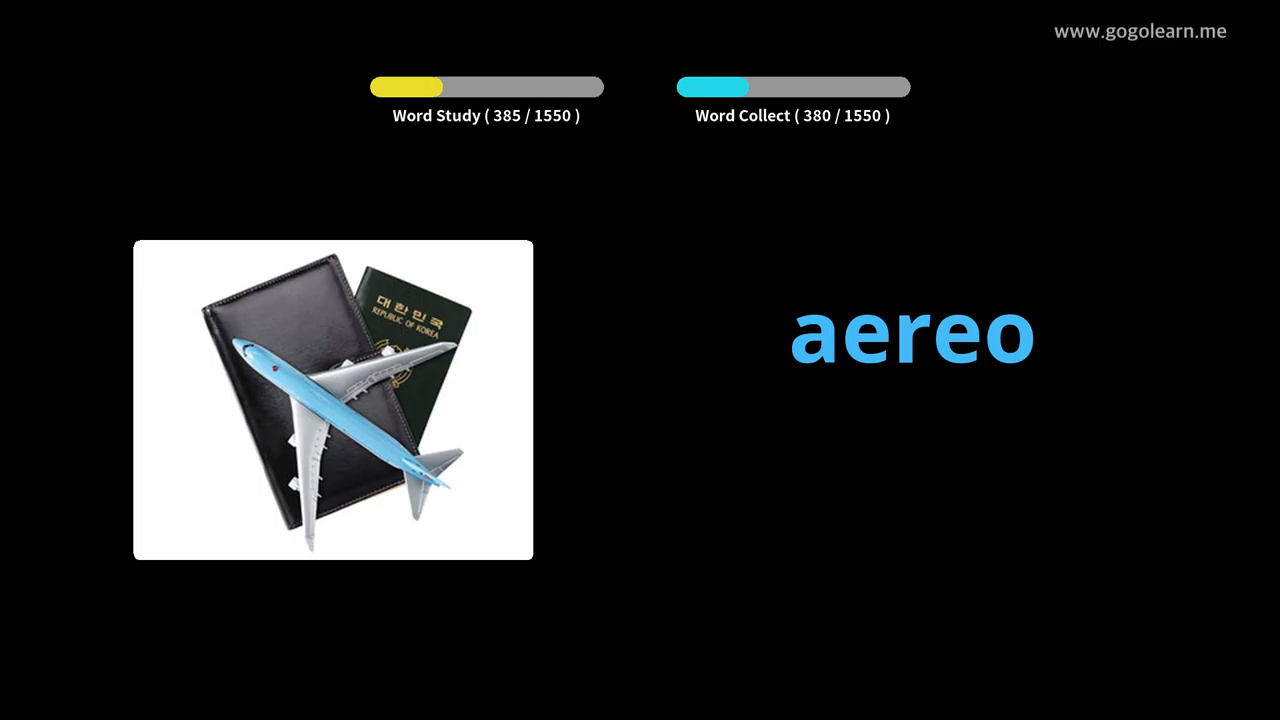 www.gogolearn.me
Word Study ( 385 / 1550 )
Word Collect ( 380 / 1550 )
대한민국
REPUBLIC OF KOREA
aereo